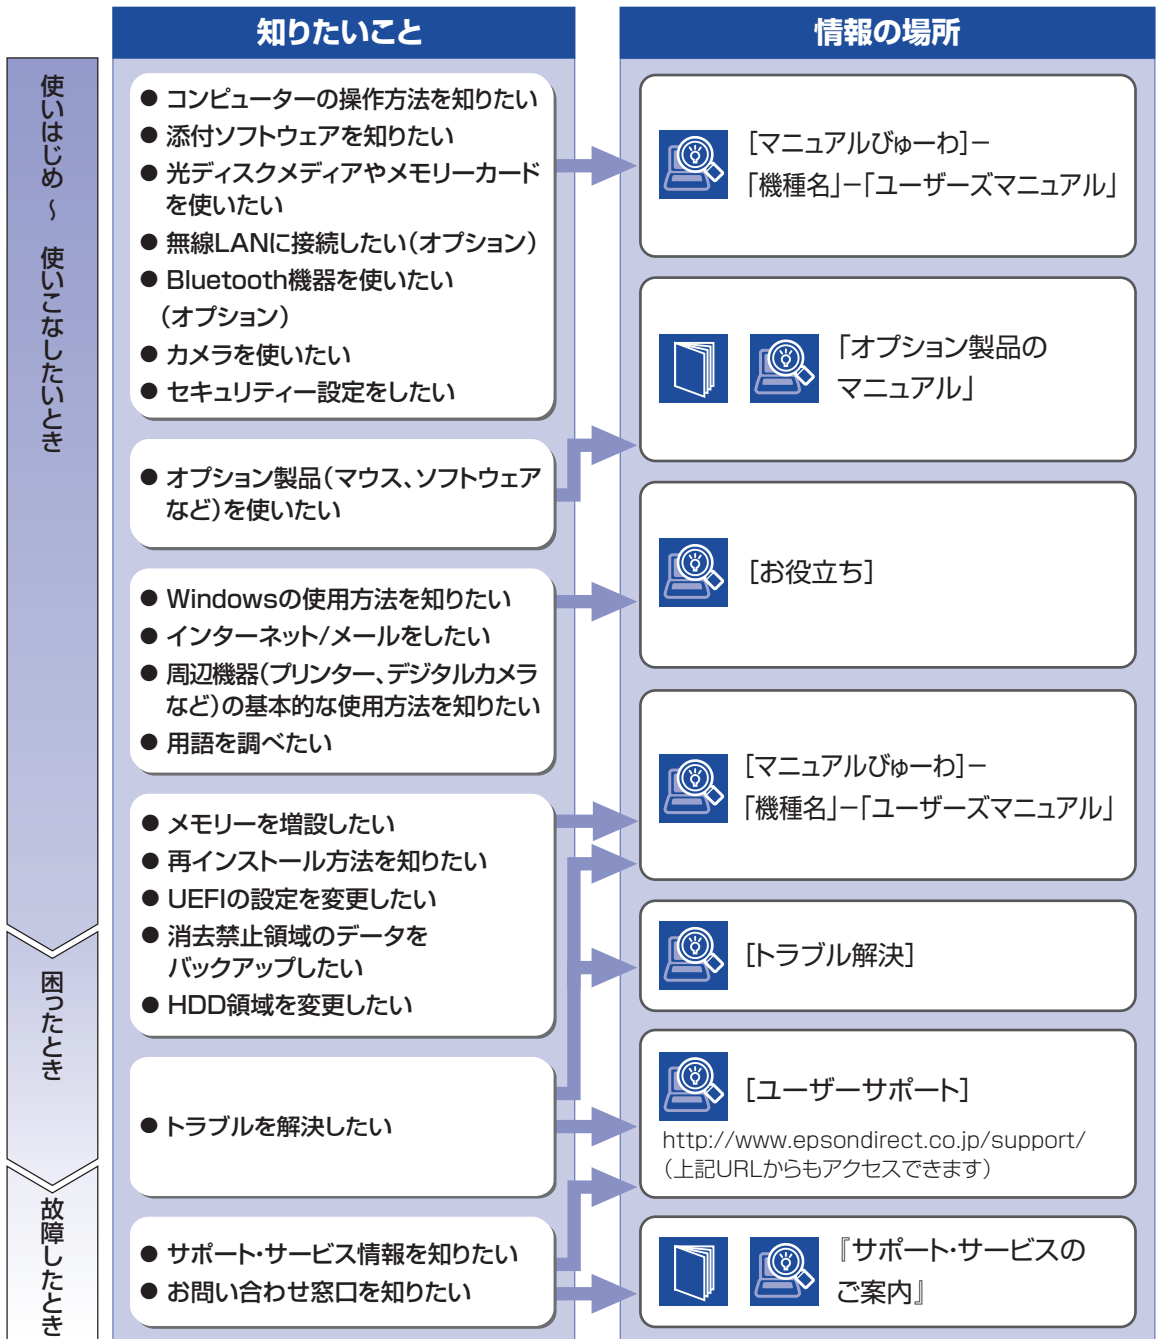 知りたいこと
情報の場所
使いはじめ ～ 使いこなしたいとき
● コンピューターの操作方法を知りたい
● 添付ソフトウェアを知りたい
● 光ディスクメディアやメモリーカード
を使いたい
● 無線LANに接続したい（オプション）
● Bluetooth機器を使いたい
（オプション）
● カメラを使いたい
● セキュリティー設定をしたい
● オプション製品（マウス、ソフトウェア
など）を使いたい
● Windowsの使用方法を知りたい
● インターネット/メールをしたい
● 周辺機器（プリンター、デジタルカメラ
など）の基本的な使用方法を知りたい
● 用語を調べたい
● メモリーを増設したい
● 再インストール方法を知りたい
● UEFIの設定を変更したい
● 消去禁止領域のデータを
バックアップしたい
● HDD領域を変更したい
困ったとき
● トラブルを解決したい
故障したとき
● サポート・サービス情報を知りたい
● お問い合わせ窓口を知りたい
［マニュアルびゅーわ］－
「機種名」－「ユーザーズマニュアル」
「オプション製品の
マニュアル」
［お役立ち］
［マニュアルびゅーわ］－
「機種名」－「ユーザーズマニュアル」
［トラブル解決］
［ユーザーサポート］
http://www.epsondirect.co.jp/support/
（上記URLからもアクセスできます）
『サポート・サービスの
ご案内』